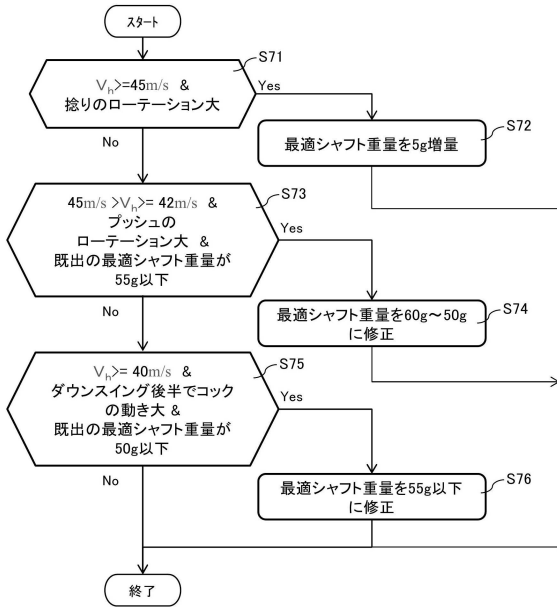 スタート
S71
Vh>=45m/s &
捻りのローテーション大
Yes
No
S72
最適シャフト重量を5g増量
S73
45m/s >Vh>= 42m/s &
プッシュの
ローテーション大 &
既出の最適シャフト重量が
55g以下
Yes
No
S74
最適シャフト重量を60g～50g
に修正
S75
Vh>= 40m/s &
ダウンスイング後半でコック
の動き大 &
既出の最適シャフト重量が
50g以下
Yes
No
S76
最適シャフト重量を55g以下
に修正
終了